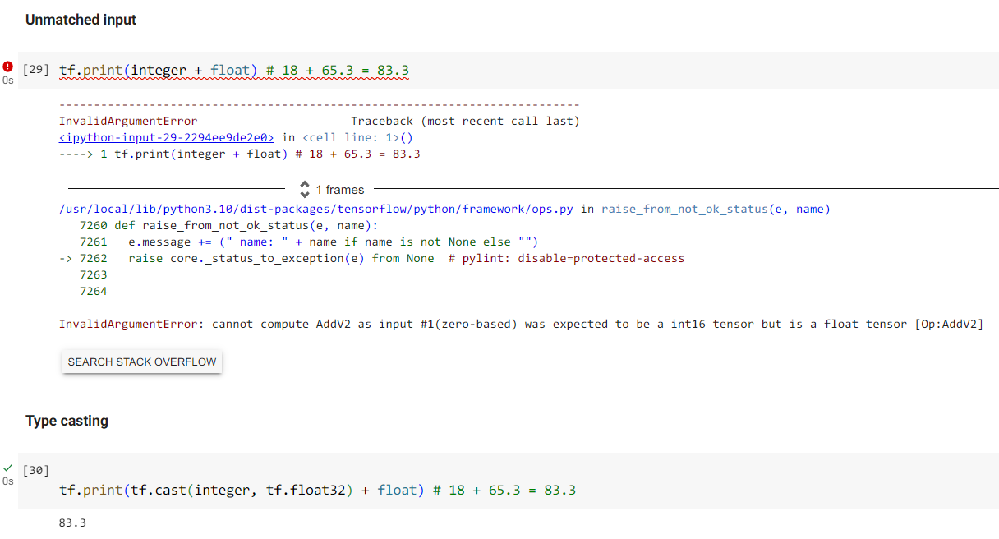 Unmatched input
[29] tf.print(integer + float) # 18 + 65.3 = 83.3
0s
---------------------------------------------------------------------------
InvalidArgumentError                      Traceback (most recent call last)
<ipython-input-29-2294ee9de2e0> in <cell line: 1>()
----> 1 tf.print(integer + float) # 18 + 65.3 = 83.3
1 frames
/usr/local/lib/python3.10/dist-packages/tensorflow/python/framework/ops.py in raise_from_not_ok_status(e, name)
   7260 def raise_from_not_ok_status(e, name):
   7261   e.message += (" name: " + name if name is not None else "")
-> 7262   raise core._status_to_exception(e) from None  # pylint: disable=protected-access
   7263
   7264
InvalidArgumentError: cannot compute AddV2 as input #1(zero-based) was expected to be a int16 tensor but is a float tensor [Op:AddV2]
SEARCH STACK OVERFLOW
Type casting
[30]
0s
tf.print(tf.cast(integer, tf.float32) + float) # 18 + 65.3 = 83.3
83.3